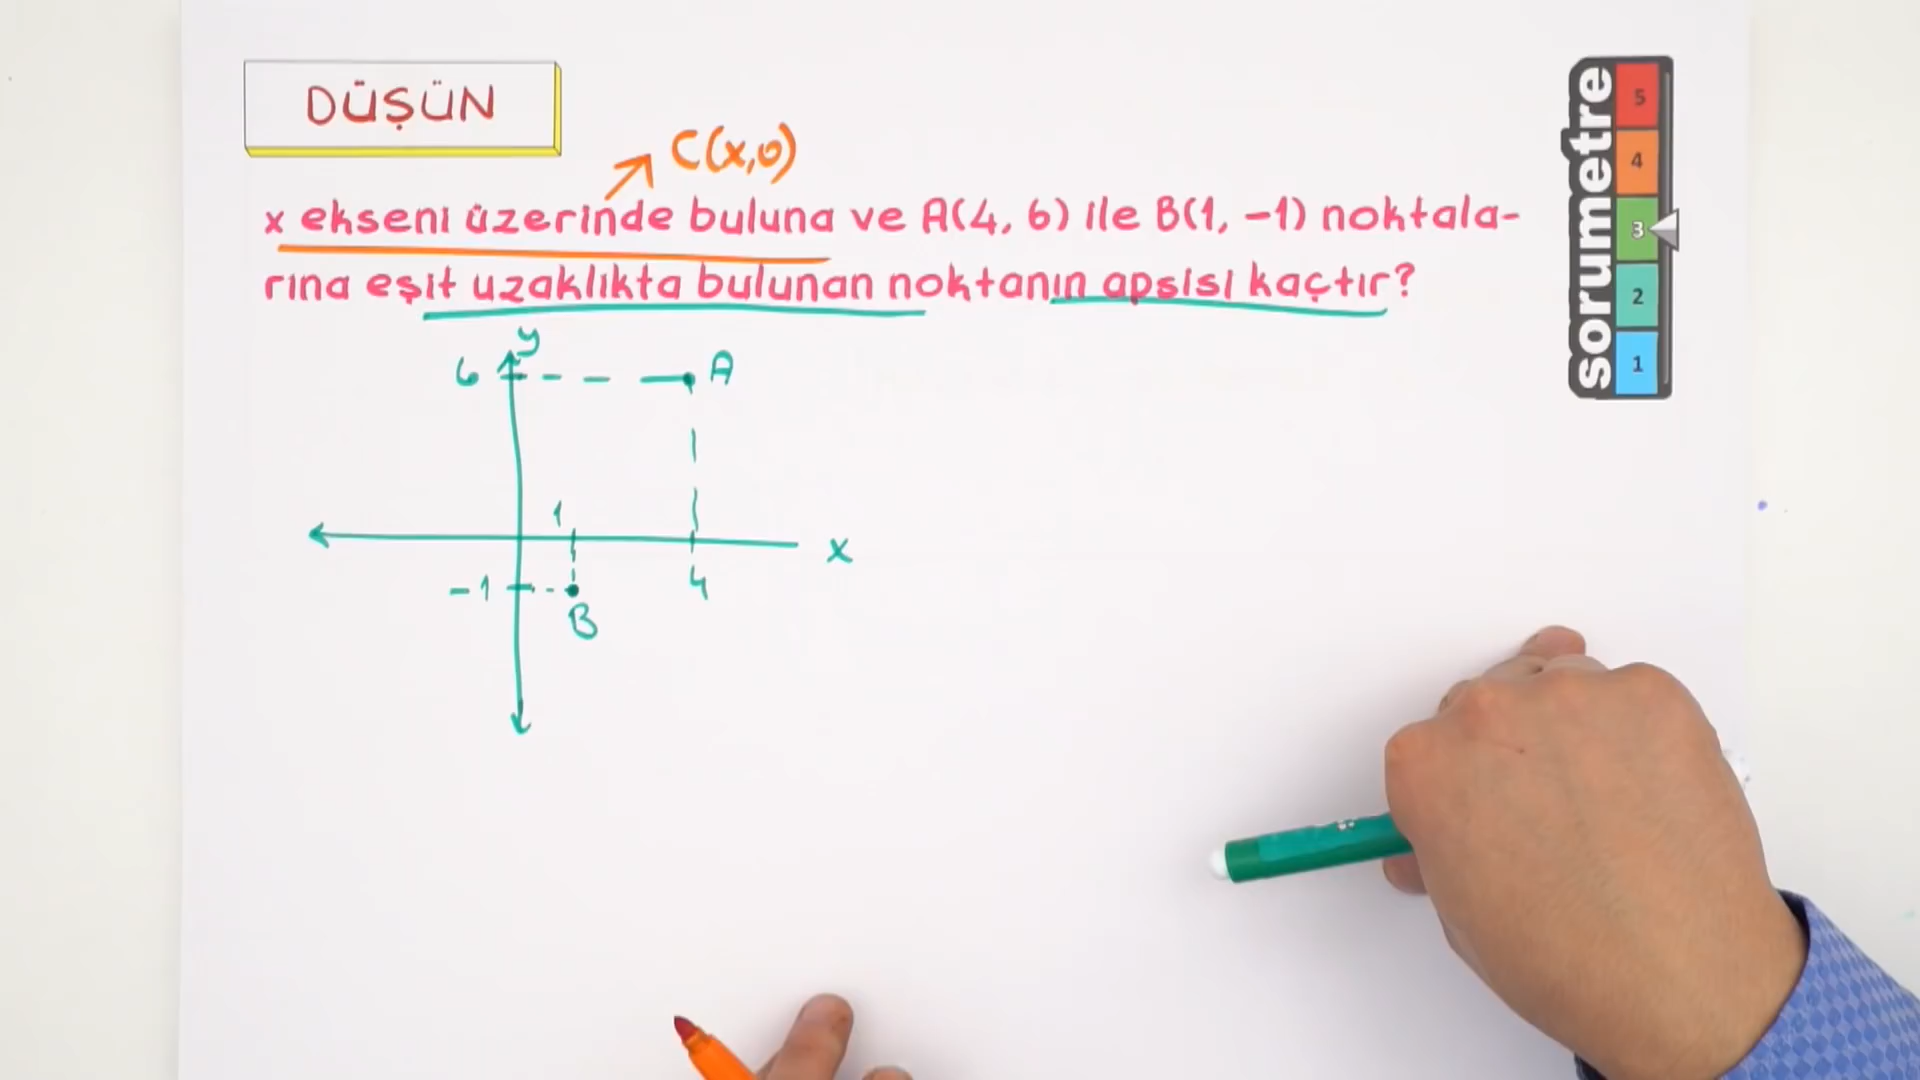 DÜŞÜN
C(x,0)
x ekseni üzerinde buluna ve A(4, 6) ile B(1, -1) noktala-
rına eşit uzaklıkta bulunan noktanın apsisi kaçtır?
sorumetre
5
4
3
2
1
y
6
A
1
x
-1
4
B